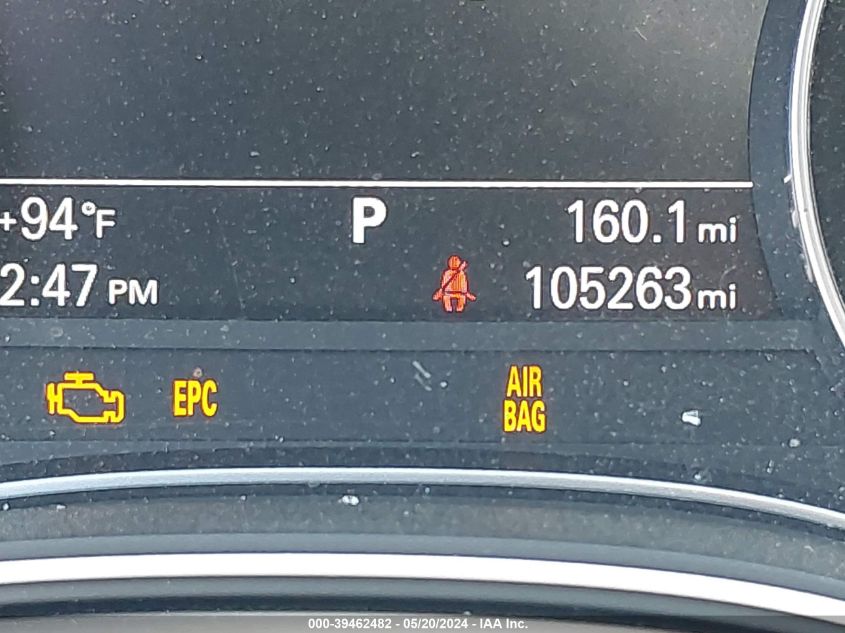 +94°F P 160.1 mi
2:47 PM 105263 mi
EPC AIR BAG
000-39462482 - 05/20/2024 - IAA Inc.